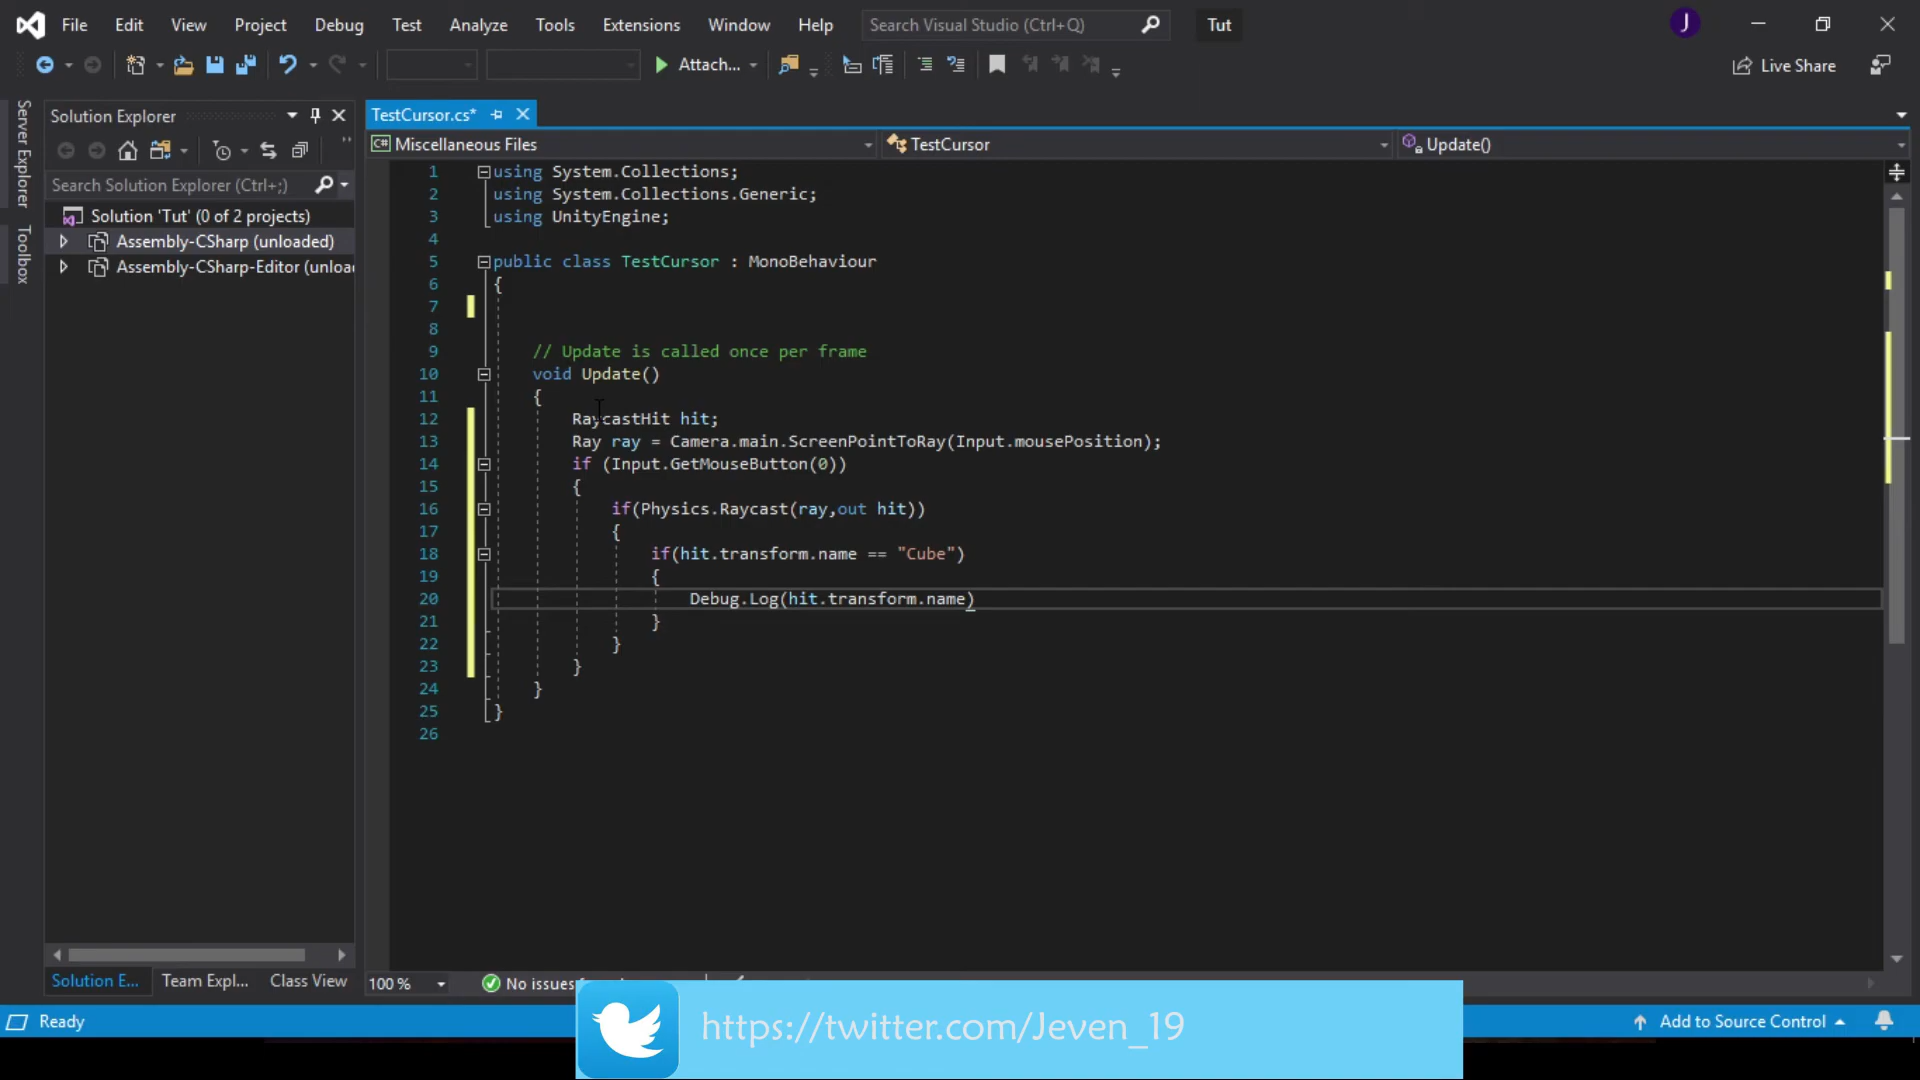 File Edit View Project Debug Test Analyze Tools Extensions Window Help Search Visual Studio (Ctrl+Q) Tut J
Attach... Live Share
Server Explorer
Toolbox
Solution Explorer
Search Solution Explorer (Ctrl+;)
Solution 'Tut' (0 of 2 projects)
Assembly-CSharp (unloaded)
Assembly-CSharp-Editor (unloa
Solution E... Team Expl... Class View
TestCursor.cs*
C# Miscellaneous Files TestCursor Update()
1 using System.Collections;
2 using System.Collections.Generic;
3 using UnityEngine;
4
5 public class TestCursor : MonoBehaviour
6 {
7
8
9 // Update is called once per frame
10 void Update()
11 {
12 RaycastHit hit;
13 Ray ray = Camera.main.ScreenPointToRay(Input.mousePosition);
14 if (Input.GetMouseButton(0))
15 {
16 if(Physics.Raycast(ray,out hit))
17 {
18 if(hit.transform.name == "Cube")
19 {
20 Debug.Log(hit.transform.name)
21 }
22 }
23 }
24 }
25 }
26
100 % No issues
Ready Add to Source Control
https://twitter.com/Jeven_19